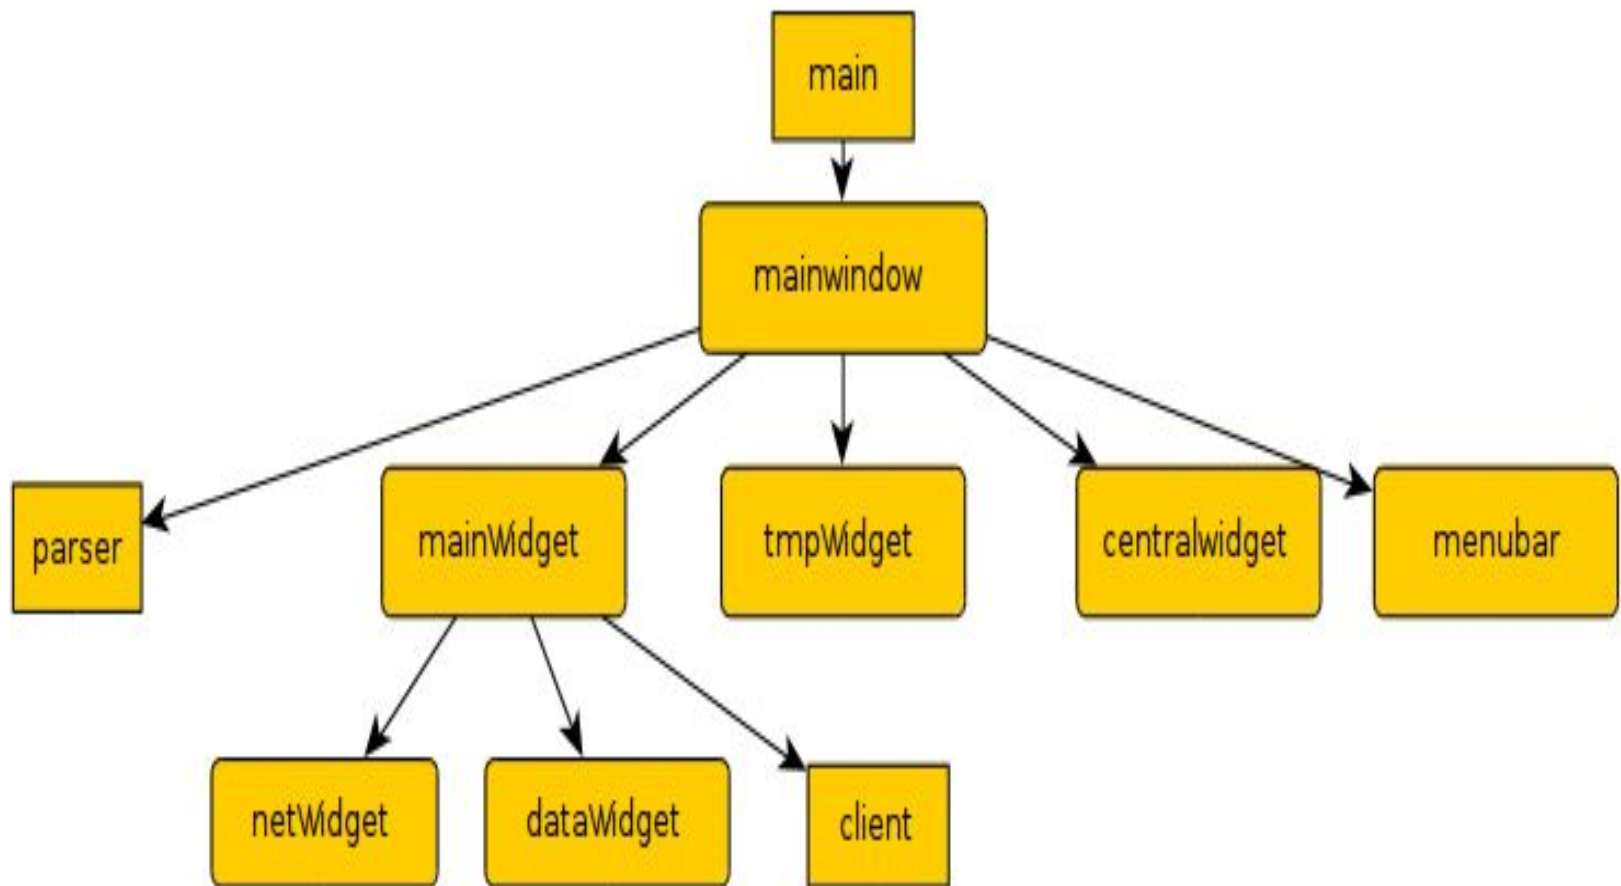 main
mainwindow
parser
mainWidget
tmpWidget
centralwidget
menubar
netWidget
dataWidget
client